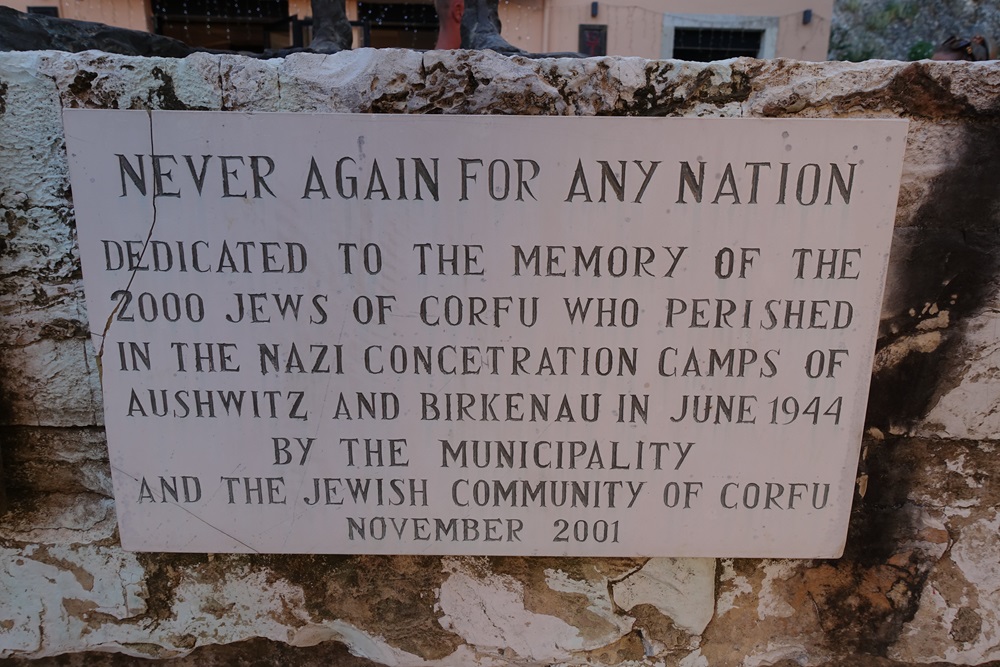 NEVER AGAIN FOR ANY NATION
DEDICATED TO THE MEMORY OF THE
2000 JEWS OF CORFU WHO PERISHED
IN THE NAZI CONCETRATION CAMPS OF
AUSHWITZ AND BIRKENAU IN JUNE 1944
BY THE MUNICIPALITY
AND THE JEWISH COMMUNITY OF CORFU
NOVEMBER 2001